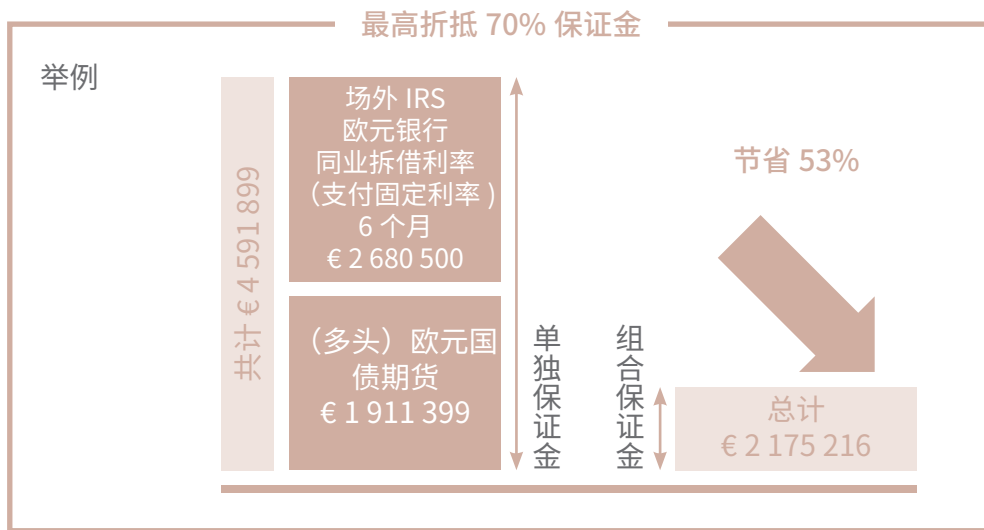 最高折抵 70% 保证金
举例
共计 € 4 591 899
场外 IRS
欧元银行
同业拆借利率
（支付固定利率 )
6 个月
€ 2 680 500
（多头）欧元国
债期货
€ 1 911 399
单独保证金
组合保证金
节省 53%
总计
€ 2 175 216